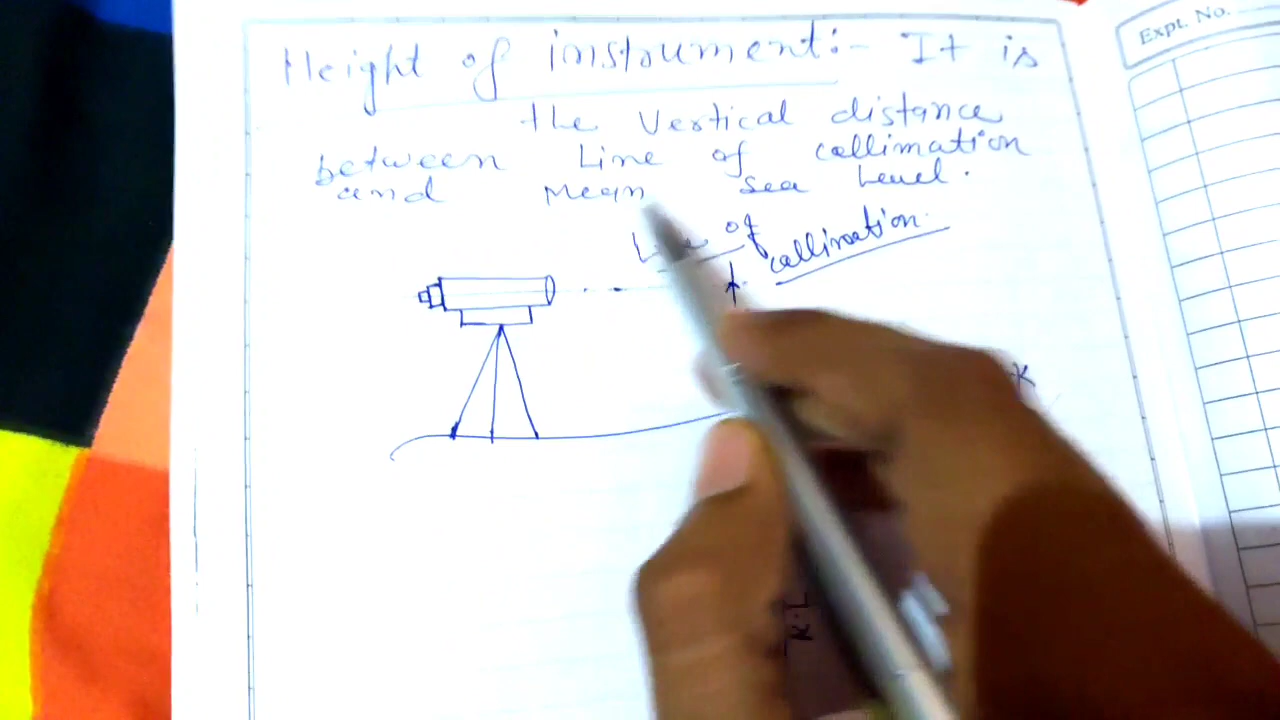 Height of instrument:- It is
the Vertical distance
between Line of collimation
and Mean Sea Level.
Line of
collimation.
K
R.L
Expt. No.